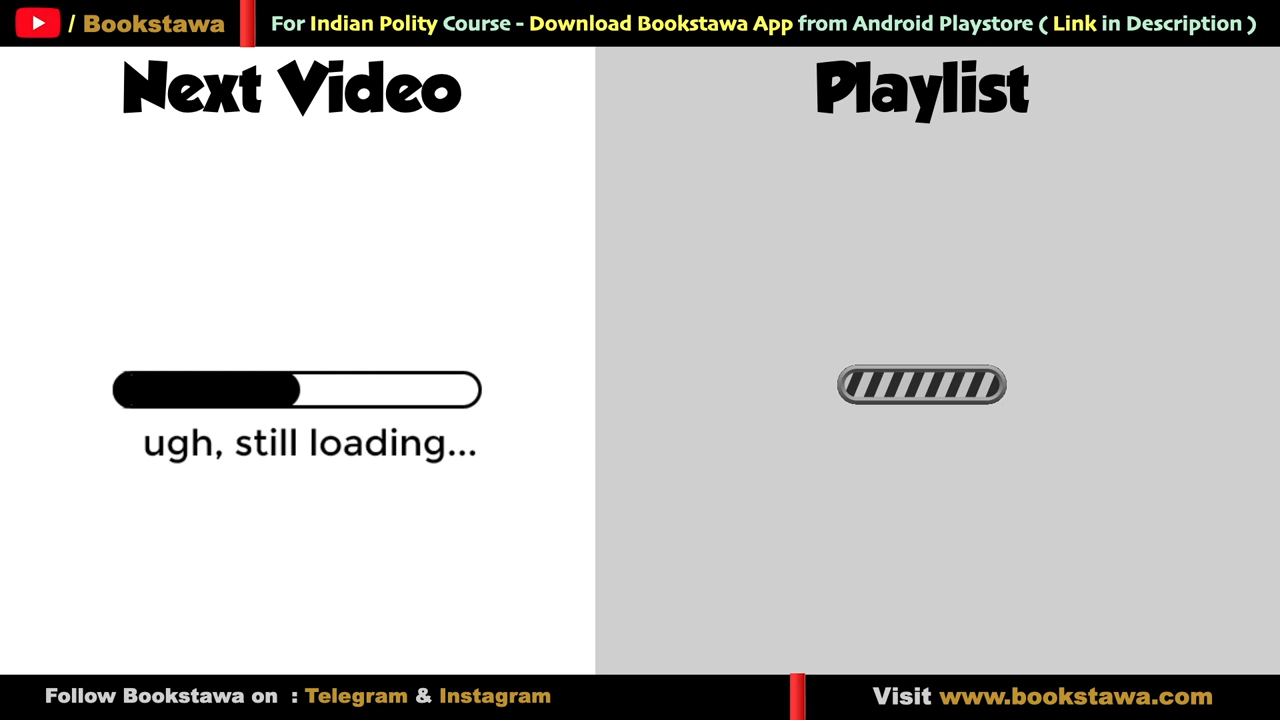 / Bookstawa
For Indian Polity Course - Download Bookstawa App from Android Playstore ( Link in Description )
Next Video
Playlist
ugh, still loading...
Follow Bookstawa on : Telegram & Instagram
Visit www.bookstawa.com